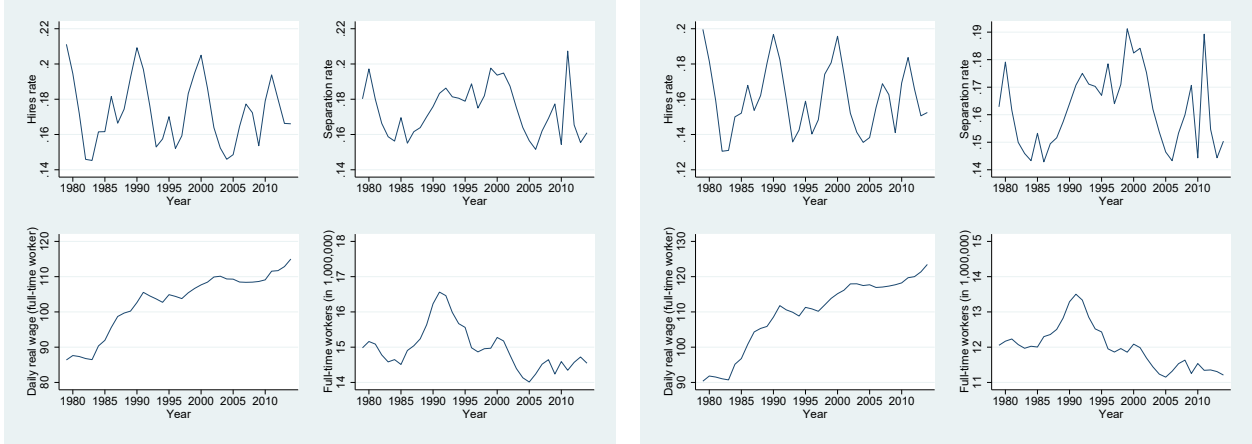 Hires rate
.14 .16 .18 .2 .22
1980 1985 1990 1995 2000 2005 2010
Year
Separation rate
.14 .16 .18 .2 .22
1980 1985 1990 1995 2000 2005 2010
Year
Daily real wage (full-time worker)
80 90 100 110 120
1980 1985 1990 1995 2000 2005 2010
Year
Full-time workers (in 1,000,000)
14 15 16 17 18
1980 1985 1990 1995 2000 2005 2010
Year
Hires rate
.12 .14 .16 .18 .2
1980 1985 1990 1995 2000 2005 2010
Year
Separation rate
.14 .15 .16 .17 .18 .19
1980 1985 1990 1995 2000 2005 2010
Year
Daily real wage (full-time worker)
90 100 110 120 130
1980 1985 1990 1995 2000 2005 2010
Year
Full-time workers (in 1,000,000)
11 12 13 14 15
1980 1985 1990 1995 2000 2005 2010
Year